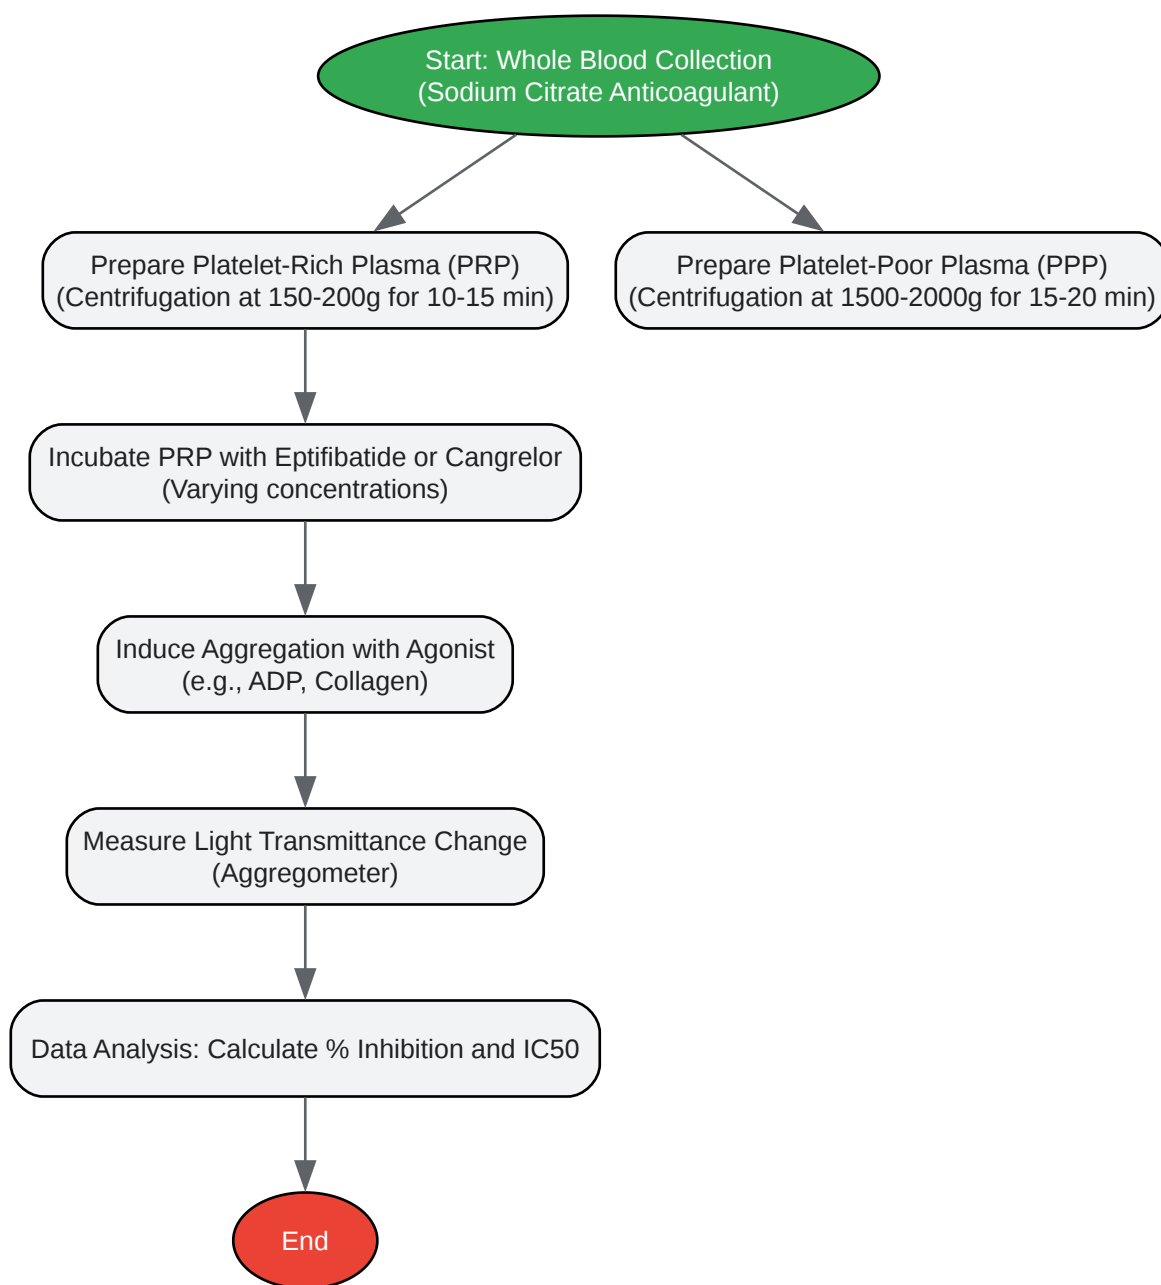 Start: Whole Blood Collection
(Sodium Citrate Anticoagulant)
Prepare Platelet-Rich Plasma (PRP)
(Centrifugation at 150-200g for 10-15 min)
Prepare Platelet-Poor Plasma (PPP)
(Centrifugation at 1500-2000g for 15-20 min)
Incubate PRP with Eptifibatide or Cangrelor
(Varying concentrations)
Induce Aggregation with Agonist
(e.g., ADP, Collagen)
Measure Light Transmittance Change
(Aggregometer)
Data Analysis: Calculate % Inhibition and IC50
End